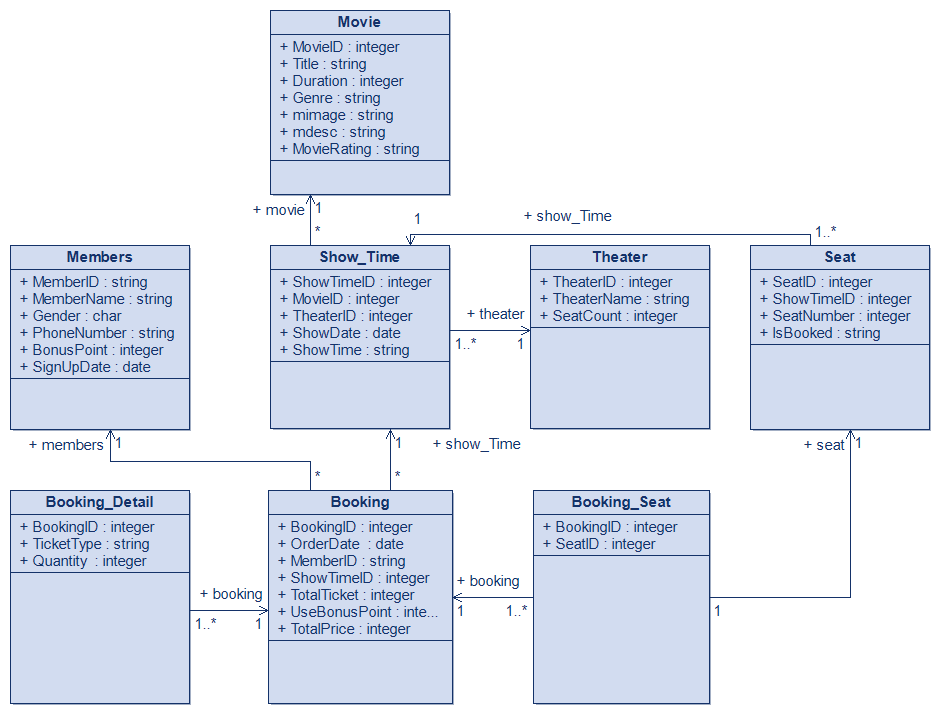 Movie
+ MovieID : integer
+ Title : string
+ Duration : integer
+ Genre : string
+ mimage : string
+ mdesc : string
+ MovieRating : string
+ movie
1
*
1
+ show_Time
1..*
Members
+ MemberID : string
+ MemberName : string
+ Gender : char
+ PhoneNumber : string
+ BonusPoint : integer
+ SignUpDate : date
Show_Time
+ ShowTimeID : integer
+ MovieID : integer
+ TheaterID : integer
+ ShowDate : date
+ ShowTime : string
+ theater
1..*
1
Theater
+ TheaterID : integer
+ TheaterName : string
+ SeatCount : integer
Seat
+ SeatID : integer
+ ShowTimeID : integer
+ SeatNumber : integer
+ IsBooked : string
+ members
1
*
1
+ show_Time
*
+ seat
1
Booking_Detail
+ BookingID : integer
+ TicketType : string
+ Quantity : integer
+ booking
1..*
1
Booking
+ BookingID : integer
+ OrderDate : date
+ MemberID : string
+ ShowTimeID : integer
+ TotalTicket : integer
+ UseBonusPoint : inte...
+ TotalPrice : integer
+ booking
1
1..*
Booking_Seat
+ BookingID : integer
+ SeatID : integer
1